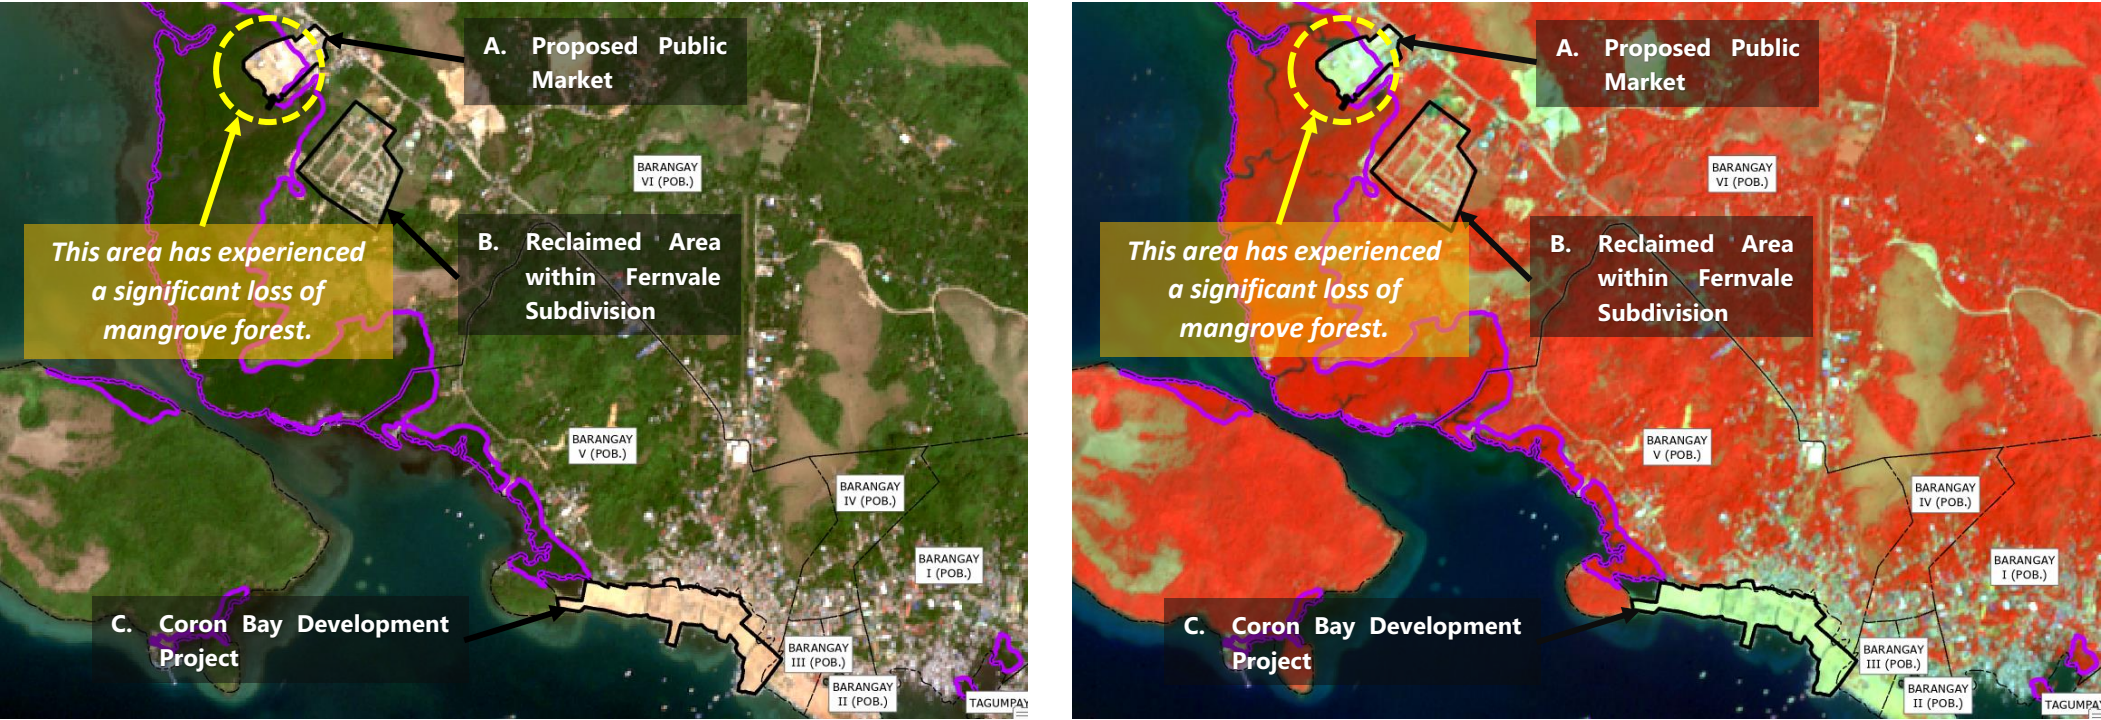 A. Proposed Public
Market
BARANGAY
VI (POB.)
This area has experienced
a significant loss of
mangrove forest.
B. Reclaimed Area
within Fernvale
Subdivision
BARANGAY
V (POB.)
BARANGAY
IV (POB.)
BARANGAY
I (POB.)
C. Coron Bay Development
Project
BARANGAY
III (POB.)
BARANGAY
II (POB.)
TAGUMPAY
A. Proposed Public
Market
BARANGAY
VI (POB.)
This area has experienced
a significant loss of
mangrove forest.
B. Reclaimed Area
within Fernvale
Subdivision
BARANGAY
V (POB.)
BARANGAY
IV (POB.)
BARANGAY
I (POB.)
C. Coron Bay Development
Project
BARANGAY
III (POB.)
BARANGAY
II (POB.)
TAGUMPAY